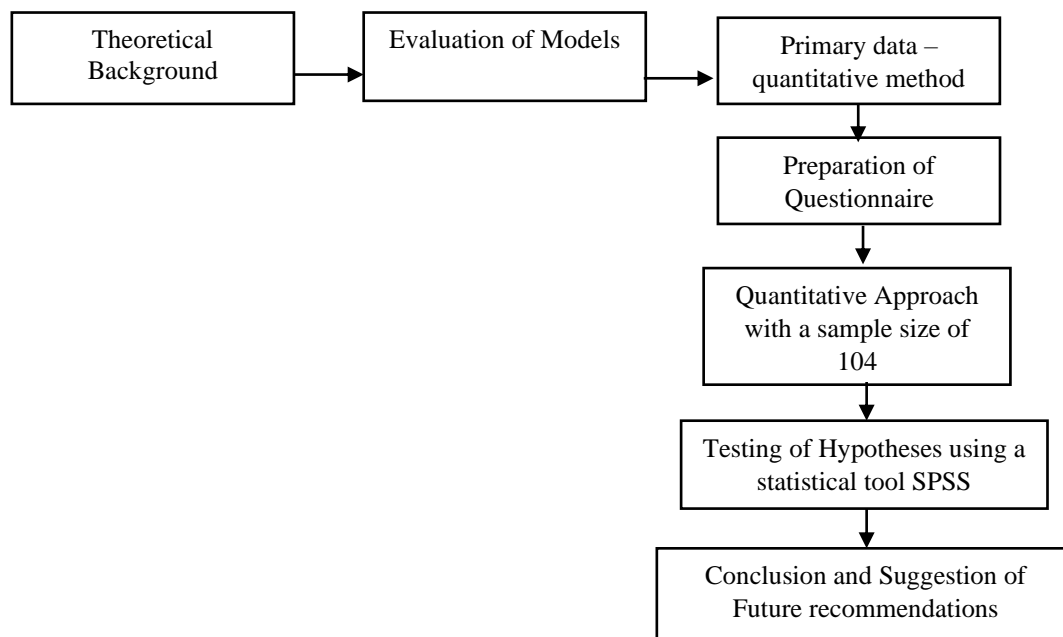 Theoretical
Background
Evaluation of Models
Primary data –
quantitative method
Preparation of
Questionnaire
Quantitative Approach
with a sample size of
104
Testing of Hypotheses using a
statistical tool SPSS
Conclusion and Suggestion of
Future recommendations